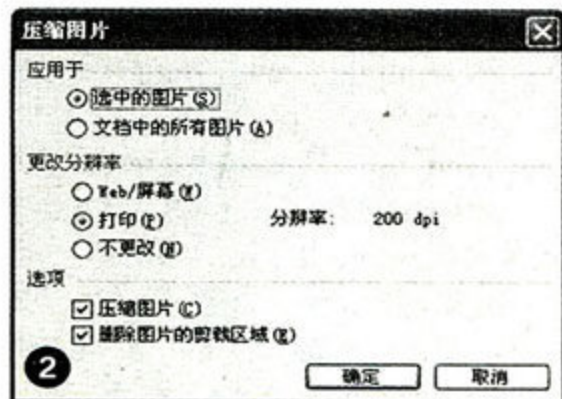 压缩图片
应用于
选中的图片(S)
文档中的所有图片(A)
更改分辨率
Web/屏幕(W)
打印(P) 分辨率: 200 dpi
不更改(N)
选项
压缩图片(C)
删除图片的剪裁区域(E)
2
确定 取消